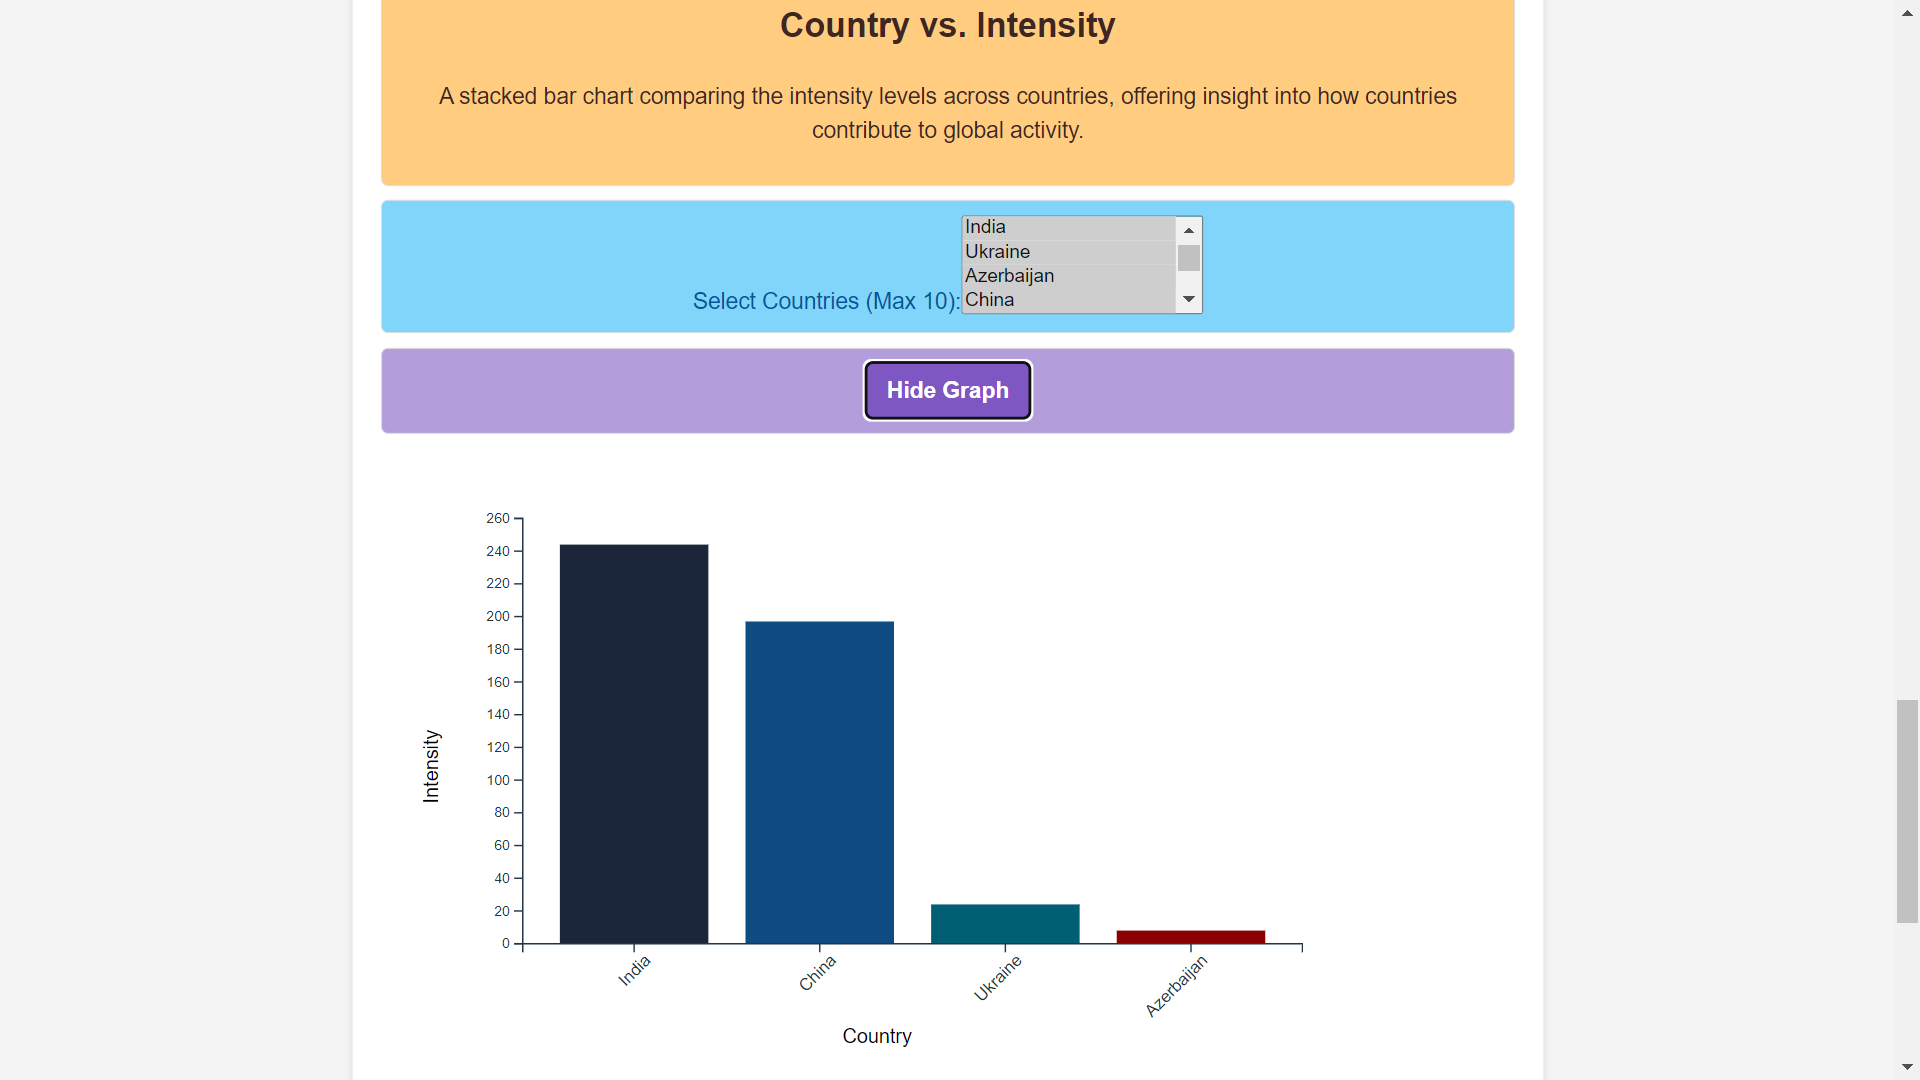 Country vs. Intensity
A stacked bar chart comparing the intensity levels across countries, offering insight into how countries
contribute to global activity.
India
Ukraine
Azerbaijan
China
Select Countries (Max 10):
Hide Graph
260
240
220
200
180
160
140
120
100
80
60
40
20
0
Intensity
India
China
Ukraine
Azerbaijan
Country